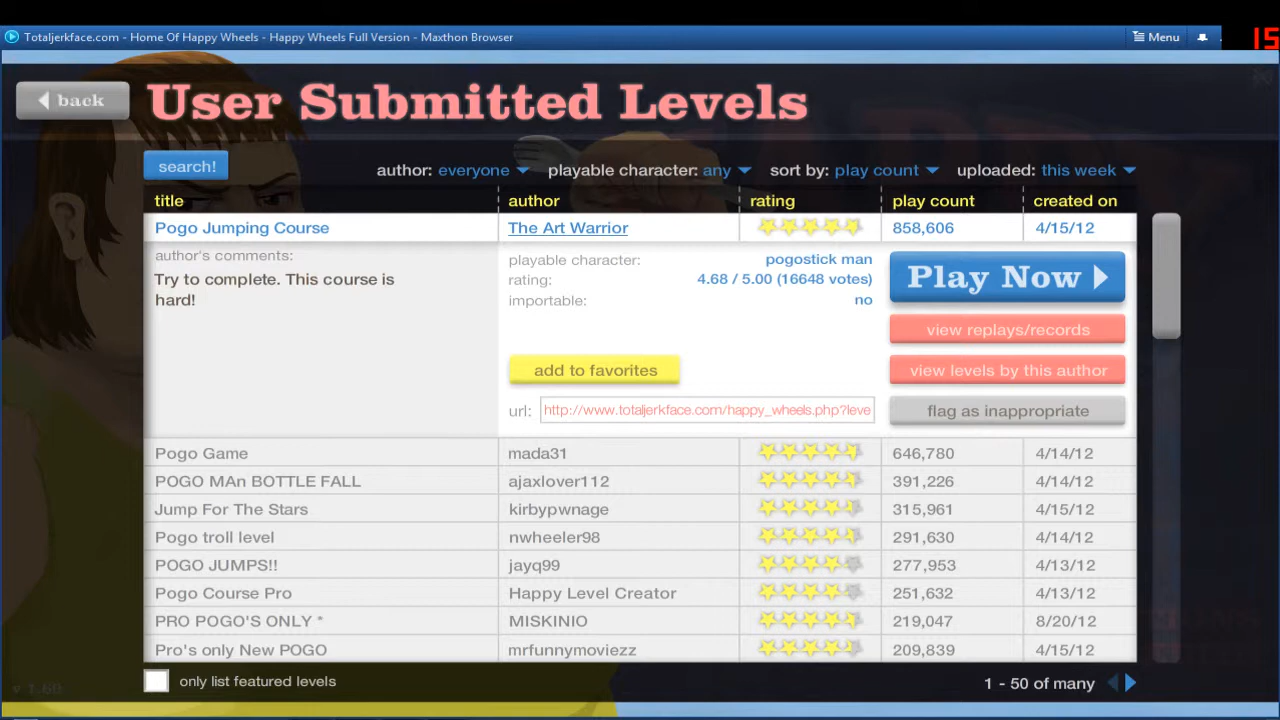 Totaljerkface.com - Home Of Happy Wheels - Happy Wheels Full Version - Maxthon Browser
Menu
15
back
User Submitted Levels
search!
author: everyone
playable character: any
sort by: play count
uploaded: this week
title author rating play count created on
Pogo Jumping Course The Art Warrior 858,606 4/15/12
author's comments:
Try to complete. This course is
hard!
playable character: pogostick man
rating: 4.68 / 5.00 (16648 votes)
importable: no
Play Now
view replays/records
add to favorites
view levels by this author
url: http://www.totaljerkface.com/happy_wheels.php?leve
flag as inappropriate
Pogo Game mada31 646,780 4/14/12
POGO MAn BOTTLE FALL ajaxlover112 391,226 4/14/12
Jump For The Stars kirbypwnage 315,961 4/15/12
Pogo troll level nwheeler98 291,630 4/14/12
POGO JUMPS!! jayq99 277,953 4/13/12
Pogo Course Pro Happy Level Creator 251,632 4/13/12
PRO POGO'S ONLY * MISKINIO 219,047 8/20/12
Pro's only New POGO mrfunnymoviezz 209,839 4/15/12
only list featured levels
1 - 50 of many
v 1.60